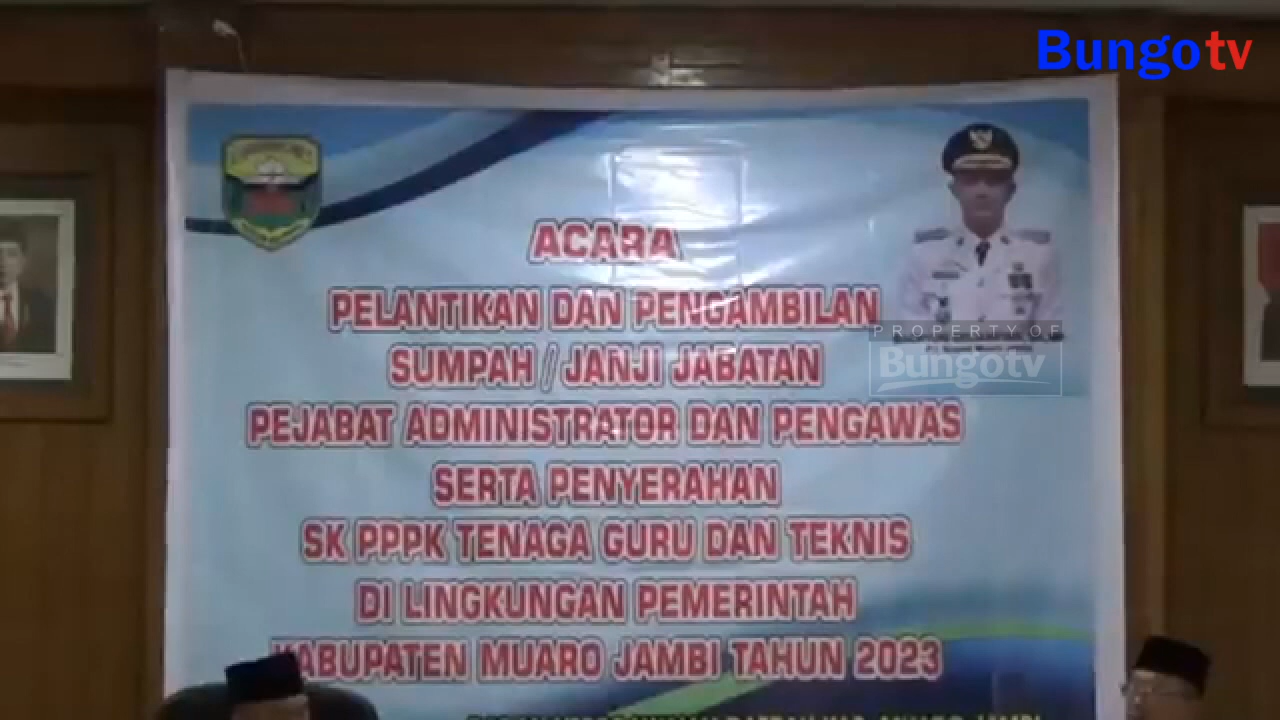 Bungotv
ACARA
PELANTIKAN DAN PENGAMBILAN
SUMPAH / JANJI JABATAN
PEJABAT ADMINISTRATOR DAN PENGAWAS
SERTA PENYERAHAN
SK PPPK TENAGA GURU DAN TEKNIS
DI LINGKUNGAN PEMERINTAH
KABUPATEN MUARO JAMBI TAHUN 2023
PROPERTY OF
Bungotv